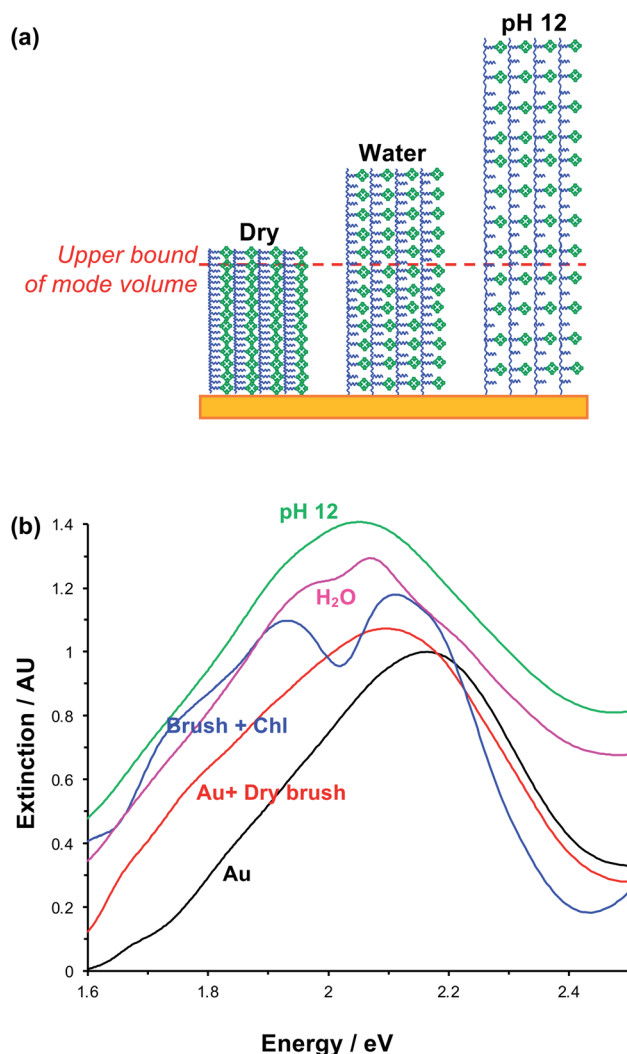 (a)
pH 12
Water
Dry
Upper bound
of mode volume
(b)
pH 12
H₂O
Brush + Chl
Au+ Dry brush
Au
Extinction / AU
1.4
1.2
1
0.8
0.6
0.4
0.2
0
1.6
1.8
2
2.2
2.4
Energy / eV